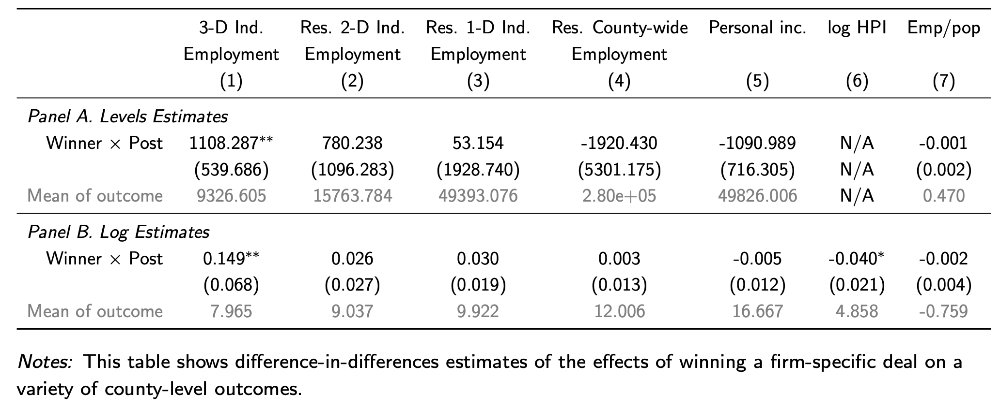 3-D Ind. Res. 2-D Ind. Res. 1-D Ind. Res. County-wide Personal inc. log HPI Emp/pop
Employment Employment Employment Employment
(1) (2) (3) (4) (5) (6) (7)
Panel A. Levels Estimates
Winner × Post 1108.287** 780.238 53.154 -1920.430 -1090.989 N/A -0.001
(539.686) (1096.283) (1928.740) (5301.175) (716.305) N/A (0.002)
Mean of outcome 9326.605 15763.784 49393.076 2.80e+05 49826.006 N/A 0.470
Panel B. Log Estimates
Winner × Post 0.149** 0.026 0.030 0.003 -0.005 -0.040* -0.002
(0.068) (0.027) (0.019) (0.013) (0.012) (0.021) (0.004)
Mean of outcome 7.965 9.037 9.922 12.006 16.667 4.858 -0.759
Notes: This table shows difference-in-differences estimates of the effects of winning a firm-specific deal on a
variety of county-level outcomes.